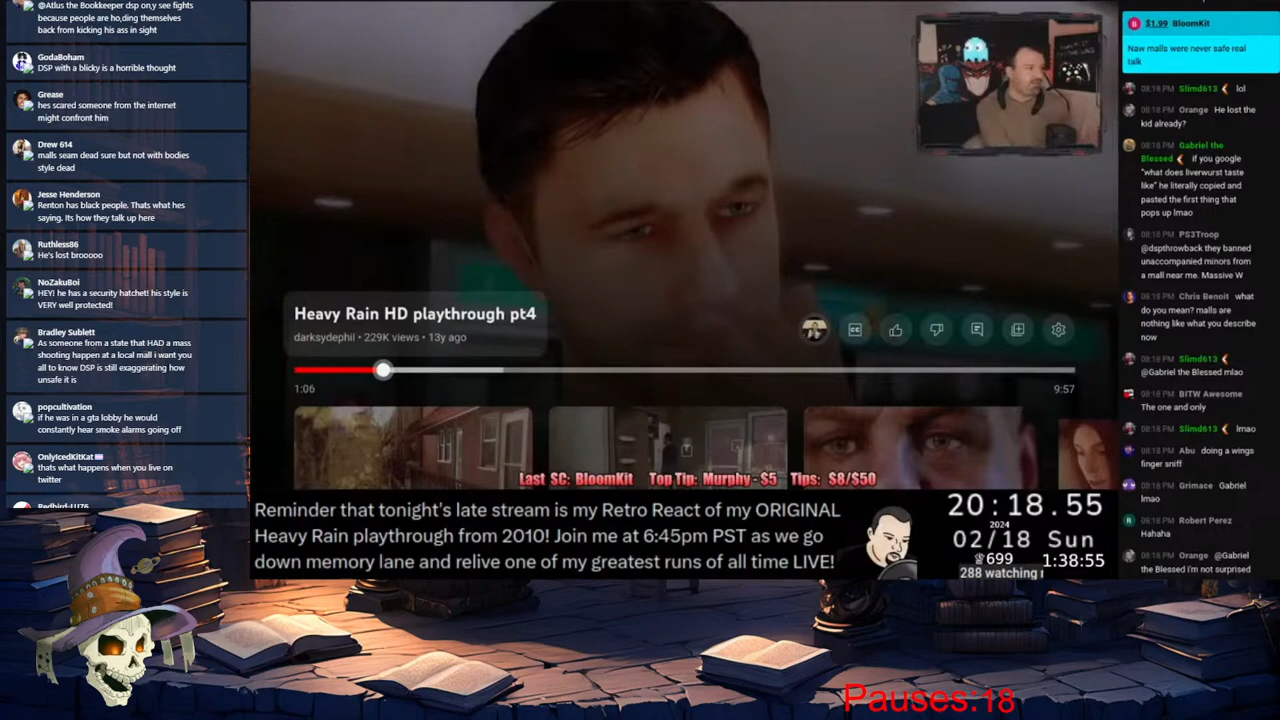 @Atlus the Bookkeeper dsp on,y see fights
because people are ho,ding themselves
back from kicking his ass in sight
GodaBoham
DSP with a blicky is a horrible thought
Grease
hes scared someone from the internet
might confront him
Drew 614
malls seam dead sure but not with bodies
style dead
Jesse Henderson
Renton has black people. Thats what hes
saying. Its how they talk up here
Ruthless86
He's lost brooooo
NoZakuBoi
HEY! he has a security hatchet! his style is
VERY well protected!
Bradley Sublett
As someone from a state that HAD a mass
shooting happen at a local mall i want you
all to know DSP is still exaggerating how
unsafe it is
popcultivation
if he was in a gta lobby he would
constantly hear smoke alarms going off
OnlyIcedKitKat
thats what happens when you live on
twitter
Heavy Rain HD playthrough pt4
darksydephil • 229K views • 13y ago
CC
1:06
9:57
Last SC: BloomKit Top Tip: Murphy - $5 Tips: $8/$50
Reminder that tonight's late stream is my Retro React of my ORIGINAL
Heavy Rain playthrough from 2010! Join me at 6:45pm PST as we go
down memory lane and relive one of my greatest runs of all time LIVE!
20:18.55
2024
02/18 Sun
699
1:38:55
288 watching
B $1.99 BloomKit
Naw malls were never safe real
talk
08:18 PM Slimd613 lol
08:18 PM Orange He lost the
kid already?
08:18 PM Gabriel the
Blessed if you google
"what does liverwurst taste
like" he literally copied and
pasted the first thing that
pops up lmao
08:18 PM PS3Troop
@dspthrowback they banned
unaccompanied minors from
a mall near me. Massive W
08:18 PM Chris Benoit what
do you mean? malls are
nothing like what you describe
now
08:18 PM Slimd613
@Gabriel the Blessed mlao
08:18 PM BITW Awesome
The one and only
08:18 PM Slimd613 lmao
08:18 PM Abu doing a wings
finger sniff
08:18 PM Grimace Gabriel
lmao
R 08:18 PM Robert Perez
Hahaha
08:18 PM Orange @Gabriel
the Blessed i'm not surprised
Pauses:18